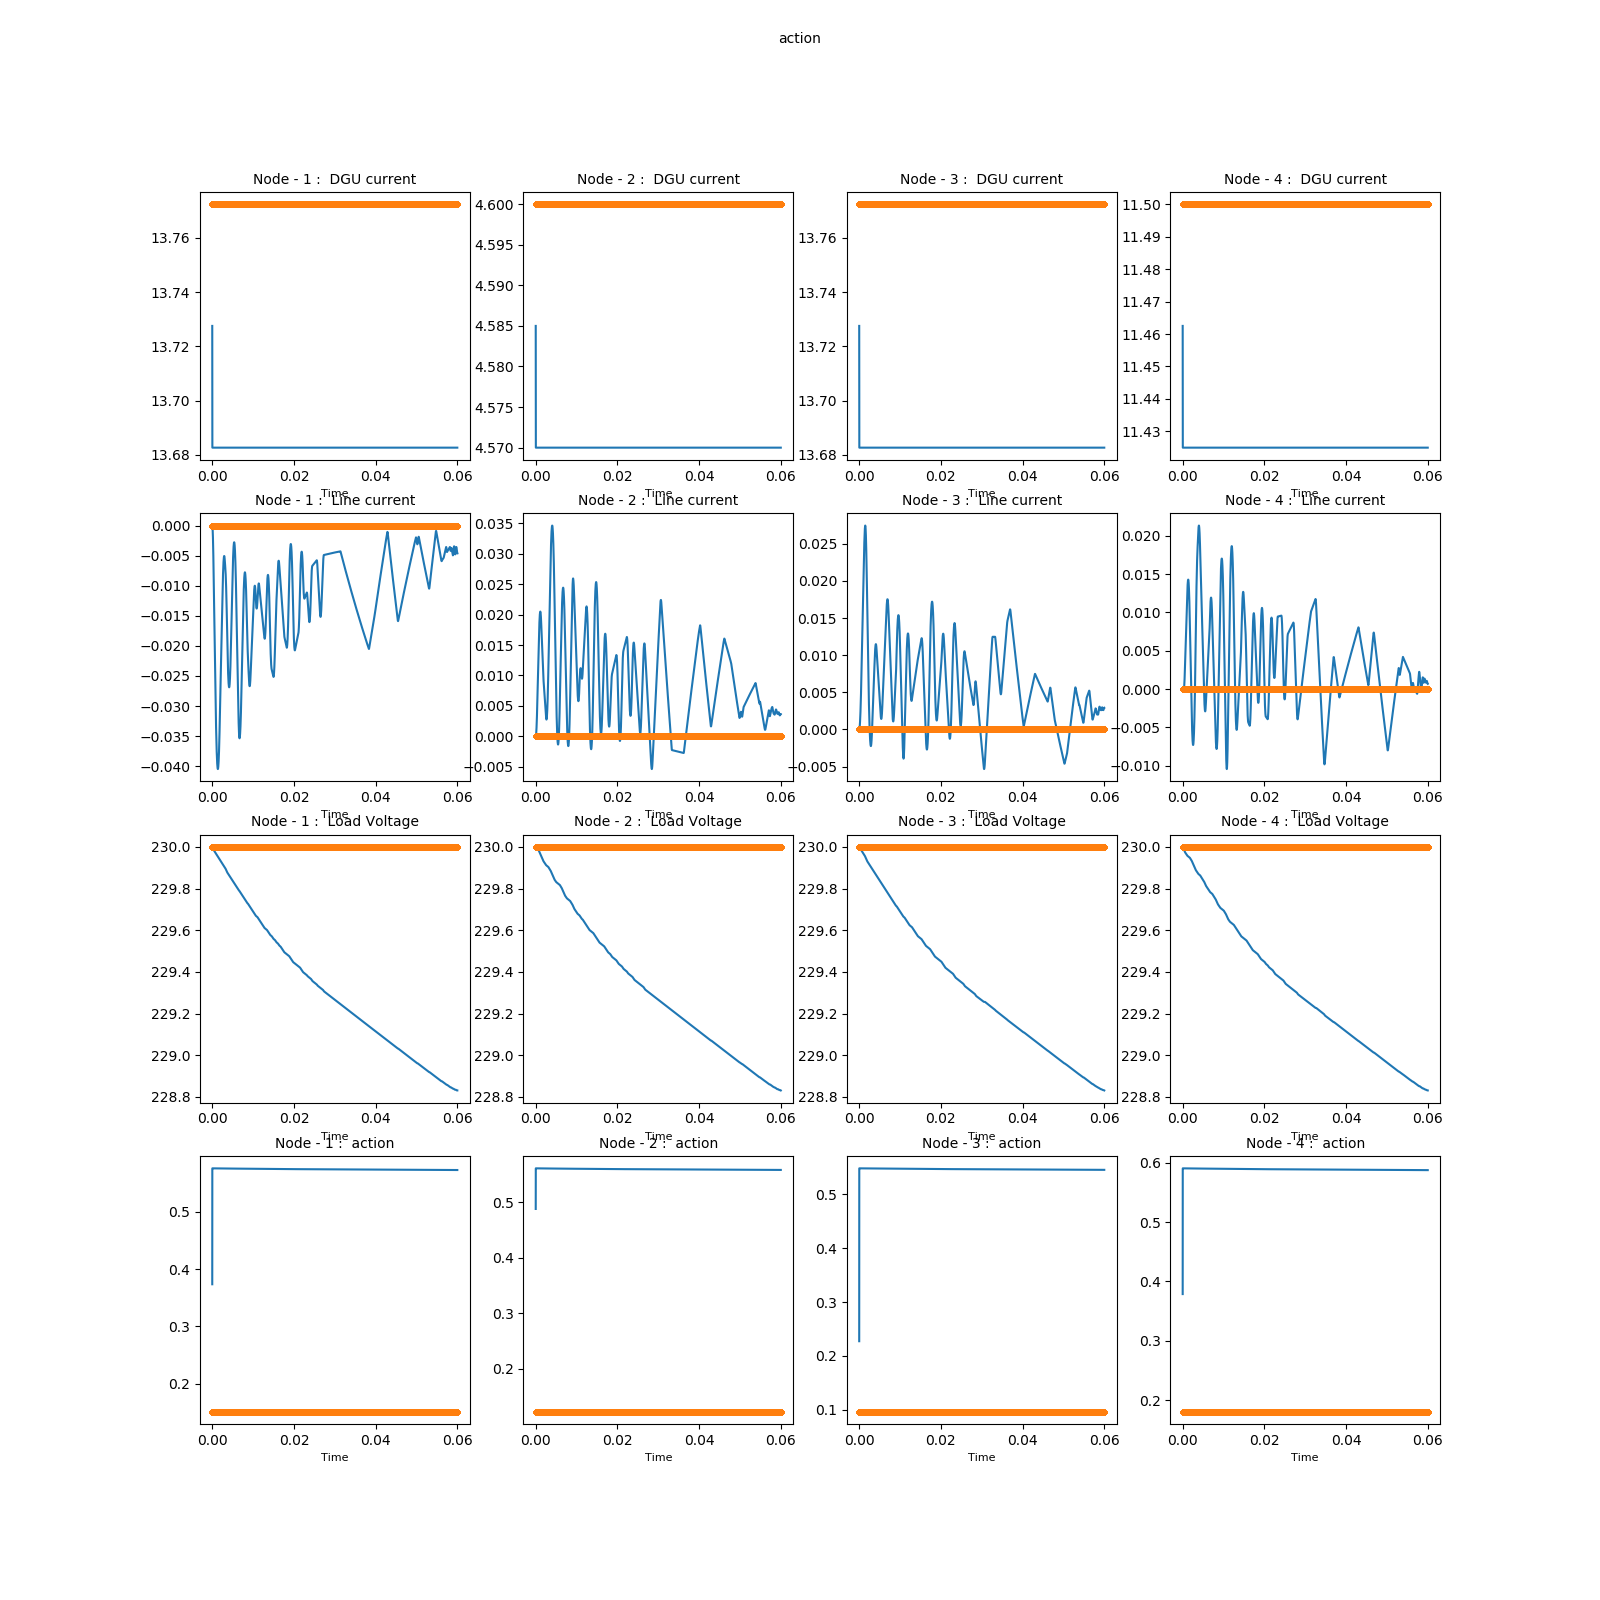 action
Node - 1 :  DGU current
Node - 2 :  DGU current
Node - 3 :  DGU current
Node - 4 :  DGU current
13.76
13.74
13.72
13.70
13.68
0.00 0.02 0.04 0.06
Time
4.600
4.595
4.590
4.585
4.580
4.575
4.570
0.00 0.02 0.04 0.06
Time
13.76
13.74
13.72
13.70
13.68
0.00 0.02 0.04 0.06
Time
11.50
11.49
11.48
11.47
11.46
11.45
11.44
11.43
0.00 0.02 0.04 0.06
Time
Node - 1 :  Line current
Node - 2 :  Line current
Node - 3 :  Line current
Node - 4 :  Line current
0.000
−0.005
−0.010
−0.015
−0.020
−0.025
−0.030
−0.035
−0.040
0.00 0.02 0.04 0.06
Time
0.035
0.030
0.025
0.020
0.015
0.010
0.005
0.000
−0.005
0.00 0.02 0.04 0.06
Time
0.025
0.020
0.015
0.010
0.005
0.000
−0.005
0.00 0.02 0.04 0.06
Time
0.020
0.015
0.010
0.005
0.000
−0.005
−0.010
0.00 0.02 0.04 0.06
Time
Node - 1 :  Load Voltage
Node - 2 :  Load Voltage
Node - 3 :  Load Voltage
Node - 4 :  Load Voltage
230.0
229.8
229.6
229.4
229.2
229.0
228.8
0.00 0.02 0.04 0.06
Time
230.0
229.8
229.6
229.4
229.2
229.0
228.8
0.00 0.02 0.04 0.06
Time
230.0
229.8
229.6
229.4
229.2
229.0
228.8
0.00 0.02 0.04 0.06
Time
230.0
229.8
229.6
229.4
229.2
229.0
228.8
0.00 0.02 0.04 0.06
Time
Node - 1 :  action
Node - 2 :  action
Node - 3 :  action
Node - 4 :  action
0.5
0.4
0.3
0.2
0.00 0.02 0.04 0.06
Time
0.5
0.4
0.3
0.2
0.00 0.02 0.04 0.06
Time
0.5
0.4
0.3
0.2
0.1
0.00 0.02 0.04 0.06
Time
0.6
0.5
0.4
0.3
0.2
0.00 0.02 0.04 0.06
Time